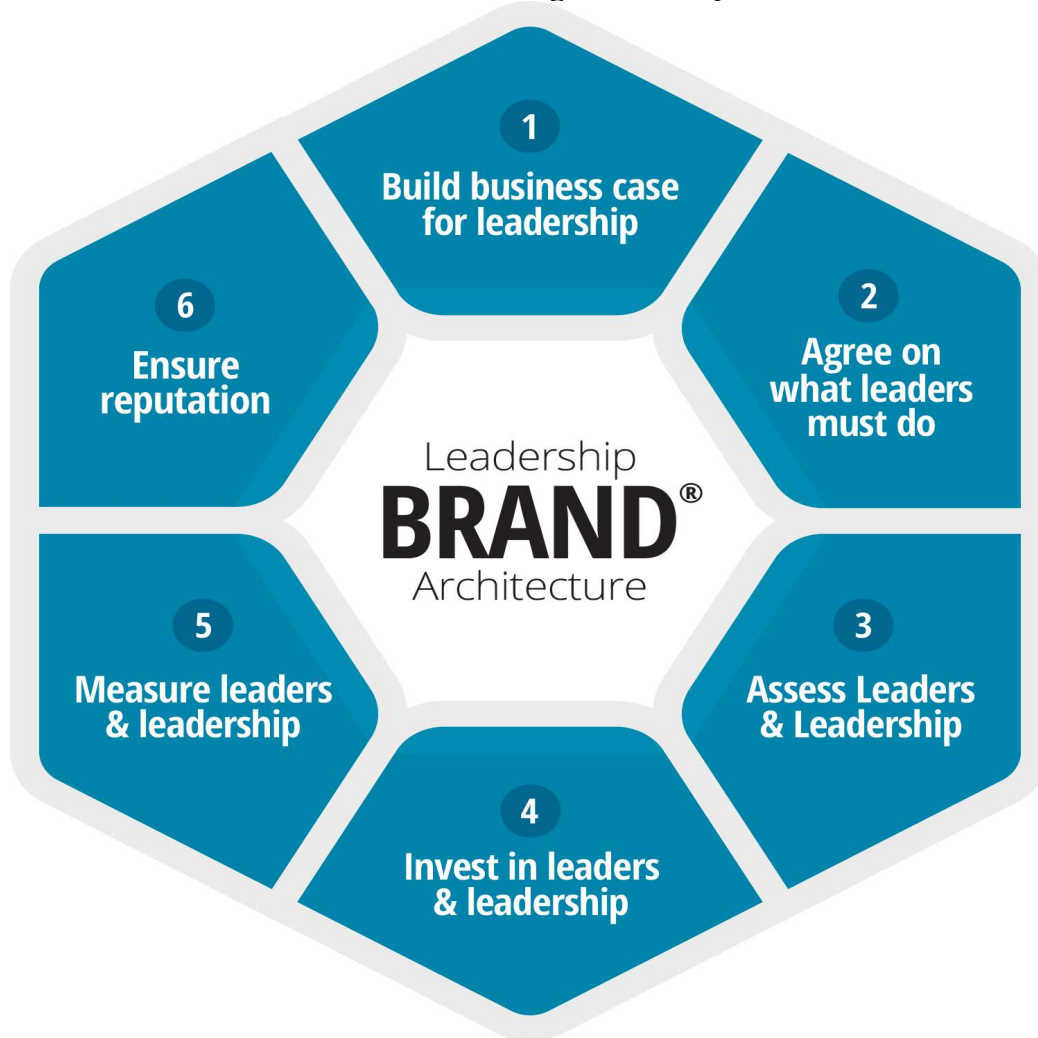 1
Build business case
for leadership
2
Agree on
what leaders
must do
3
Assess Leaders
& Leadership
4
Invest in leaders
& leadership
5
Measure leaders
& leadership
6
Ensure
reputation
Leadership
BRAND®
Architecture